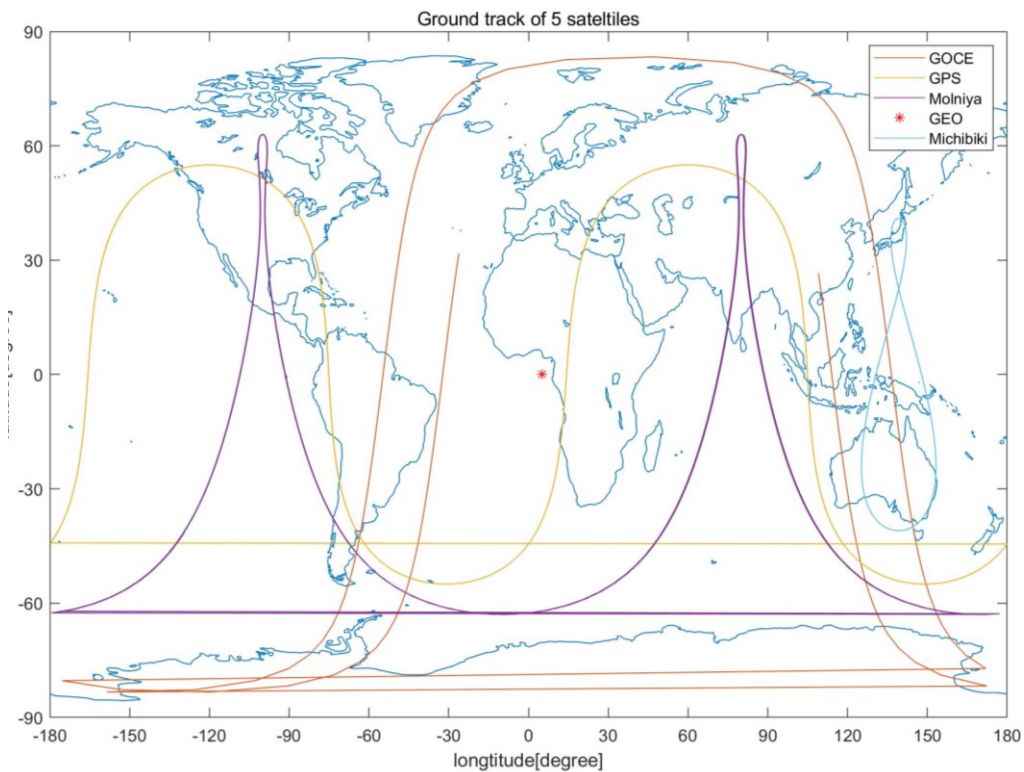 Ground track of 5 sateltiles
GOCE
GPS
Molniya
GEO
Michibiki
90
60
30
0
-30
-60
-90
-180 -150 -120 -90 -60 -30 0 30 60 90 120 150 180
longtitude[degree]